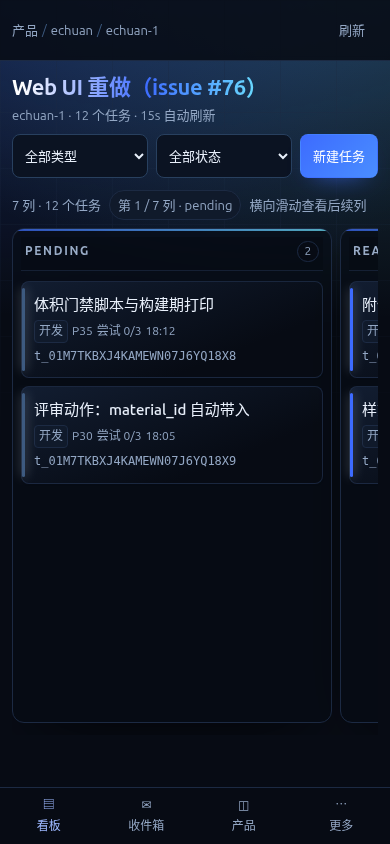 产品 / echuan / echuan-1
刷新
Web UI 重做（issue #76）
echuan-1 · 12 个任务 · 15s 自动刷新
全部类型
全部状态
新建任务
7 列 · 12 个任务
第 1 / 7 列 · pending
横向滑动查看后续列
PENDING
2
体积门禁脚本与构建期打印
开发 P35 尝试 0/3 18:12
t_01M7TKBXJ4KAMEWN07J6YQ18X8
评审动作：material_id 自动带入
开发 P30 尝试 0/3 18:05
t_01M7TKBXJ4KAMEWN07J6YQ18X9
看板
收件箱
产品
更多